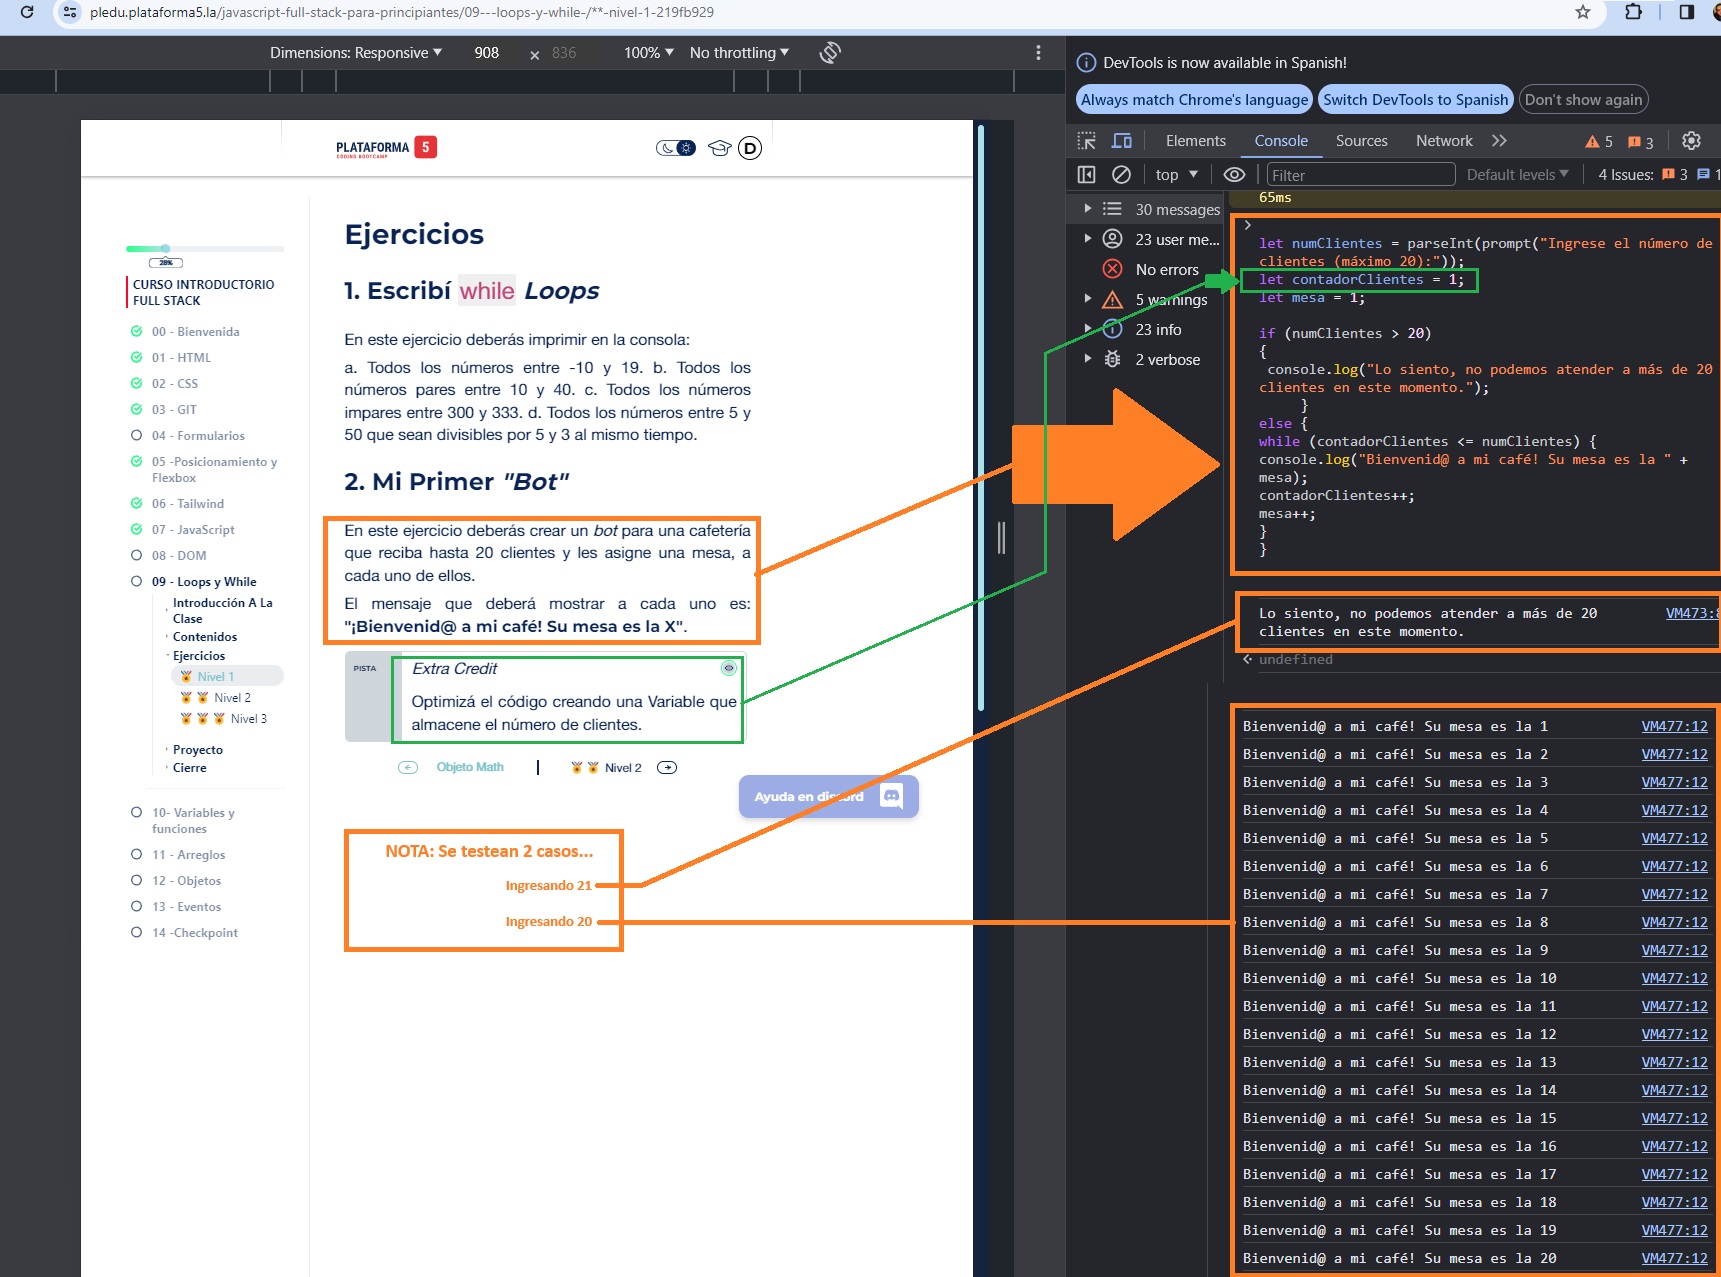 pledu.plataforma5.la/javascript-full-stack-para-principiantes/09---loops-y-while-/**-nivel-1-219fb929
Dimensions: Responsive 908 × 836 100% No throttling
PLATAFORMA 5
CODING BOOTCAMP
D
28%
CURSO INTRODUCTORIO
FULL STACK
00 - Bienvenida
01 - HTML
02 - CSS
03 - GIT
04 - Formularios
05 -Posicionamiento y
Flexbox
06 - Tailwind
07 - JavaScript
08 - DOM
09 - Loops y While
Introducción A La
Clase
Contenidos
Ejercicios
Nivel 1
Nivel 2
Nivel 3
Proyecto
Cierre
10- Variables y
funciones
11 - Arreglos
12 - Objetos
13 - Eventos
14 -Checkpoint
Ejercicios
1. Escribí while Loops
En este ejercicio deberás imprimir en la consola:
a. Todos los números entre -10 y 19. b. Todos los
números pares entre 10 y 40. c. Todos los números
impares entre 300 y 333. d. Todos los números entre 5 y
50 que sean divisibles por 5 y 3 al mismo tiempo.
2. Mi Primer "Bot"
En este ejercicio deberás crear un bot para una cafetería
que reciba hasta 20 clientes y les asigne una mesa, a
cada uno de ellos.
El mensaje que deberá mostrar a cada uno es:
"¡Bienvenid@ a mi café! Su mesa es la X".
PISTA
Extra Credit
Optimizá el código creando una Variable que
almacene el número de clientes.
Objeto Math | Nivel 2
Ayuda en discord
NOTA: Se testean 2 casos...
Ingresando 21
Ingresando 20
DevTools is now available in Spanish!
Always match Chrome's language Switch DevTools to Spanish Don't show again
Elements Console Sources Network 5 3
top Filter Default levels 4 Issues: 3 1
30 messages
23 user me...
No errors
5 warnings
23 info
2 verbose
65ms
let numClientes = parseInt(prompt("Ingrese el número de
clientes (máximo 20):"));
let contadorClientes = 1;
let mesa = 1;
if (numClientes > 20)
{
console.log("Lo siento, no podemos atender a más de 20
clientes en este momento.");
}
else {
while (contadorClientes <= numClientes) {
console.log("Bienvenid@ a mi café! Su mesa es la " +
mesa);
contadorClientes++;
mesa++;
}
}
Lo siento, no podemos atender a más de 20 VM473:8
clientes en este momento.
undefined
Bienvenid@ a mi café! Su mesa es la 1 VM477:12
Bienvenid@ a mi café! Su mesa es la 2 VM477:12
Bienvenid@ a mi café! Su mesa es la 3 VM477:12
Bienvenid@ a mi café! Su mesa es la 4 VM477:12
Bienvenid@ a mi café! Su mesa es la 5 VM477:12
Bienvenid@ a mi café! Su mesa es la 6 VM477:12
Bienvenid@ a mi café! Su mesa es la 7 VM477:12
Bienvenid@ a mi café! Su mesa es la 8 VM477:12
Bienvenid@ a mi café! Su mesa es la 9 VM477:12
Bienvenid@ a mi café! Su mesa es la 10 VM477:12
Bienvenid@ a mi café! Su mesa es la 11 VM477:12
Bienvenid@ a mi café! Su mesa es la 12 VM477:12
Bienvenid@ a mi café! Su mesa es la 13 VM477:12
Bienvenid@ a mi café! Su mesa es la 14 VM477:12
Bienvenid@ a mi café! Su mesa es la 15 VM477:12
Bienvenid@ a mi café! Su mesa es la 16 VM477:12
Bienvenid@ a mi café! Su mesa es la 17 VM477:12
Bienvenid@ a mi café! Su mesa es la 18 VM477:12
Bienvenid@ a mi café! Su mesa es la 19 VM477:12
Bienvenid@ a mi café! Su mesa es la 20 VM477:12